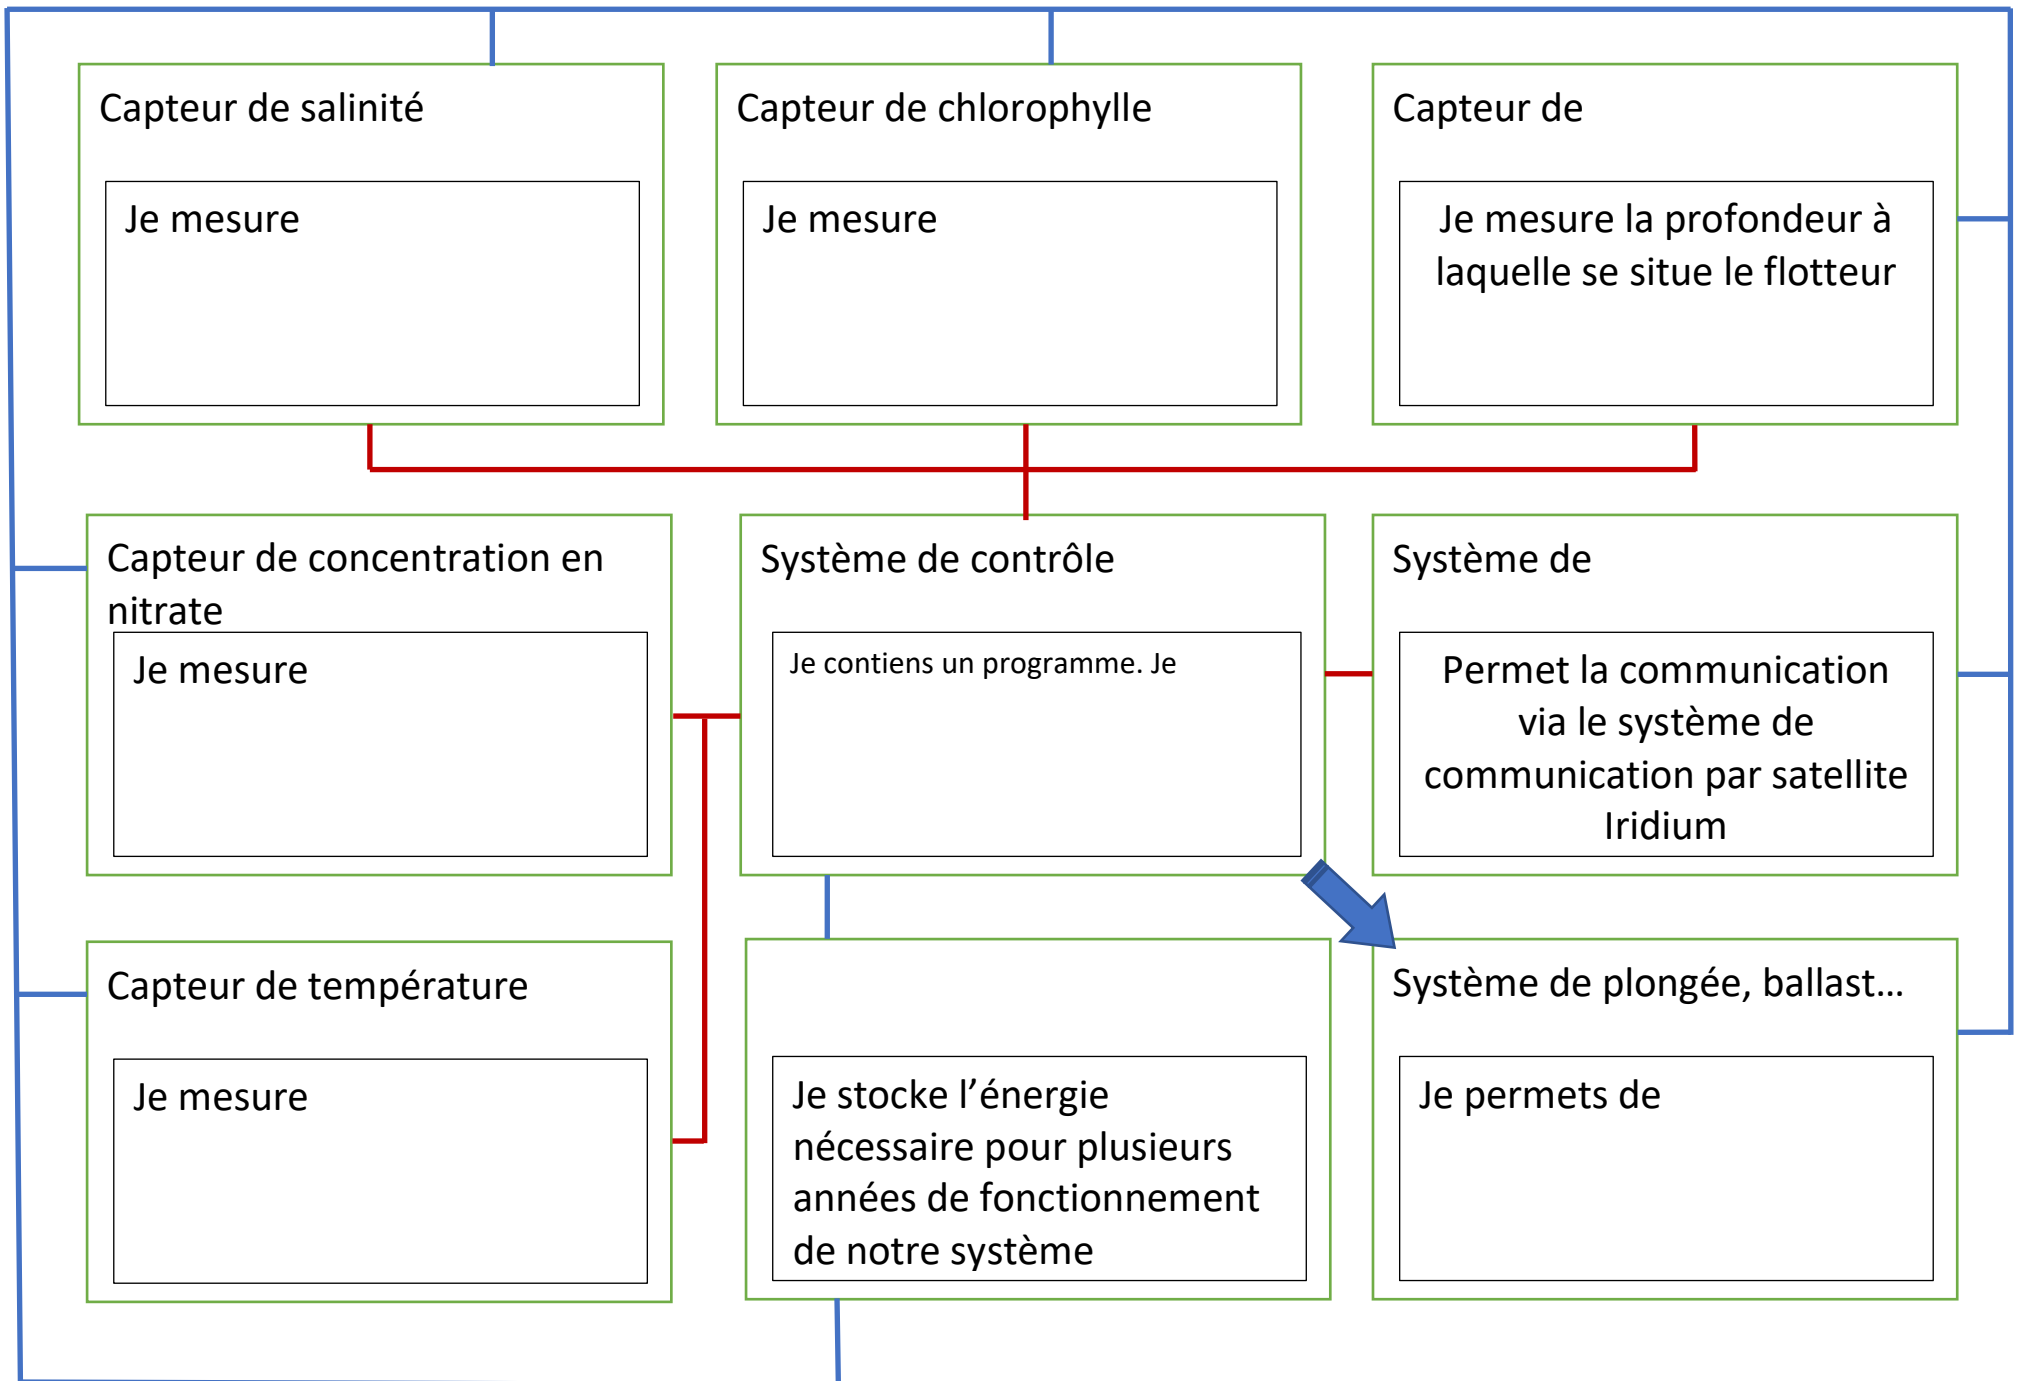 Capteur de salinité
Je mesure
Capteur de chlorophylle
Je mesure
Capteur de
Je mesure la profondeur à
laquelle se situe le flotteur
Capteur de concentration en
nitrate
Je mesure
Système de contrôle
Je contiens un programme. Je
Système de
Permet la communication
via le système de
communication par satellite
Iridium
Capteur de température
Je mesure
Je stocke l’énergie
nécessaire pour plusieurs
années de fonctionnement
de notre système
Système de plongée, ballast…
Je permets de